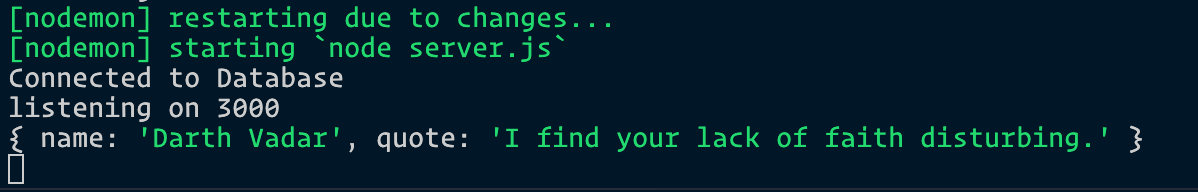 [nodemon] restarting due to changes...
[nodemon] starting `node server.js`
Connected to Database
listening on 3000
{ name: 'Darth Vadar', quote: 'I find your lack of faith disturbing.' }